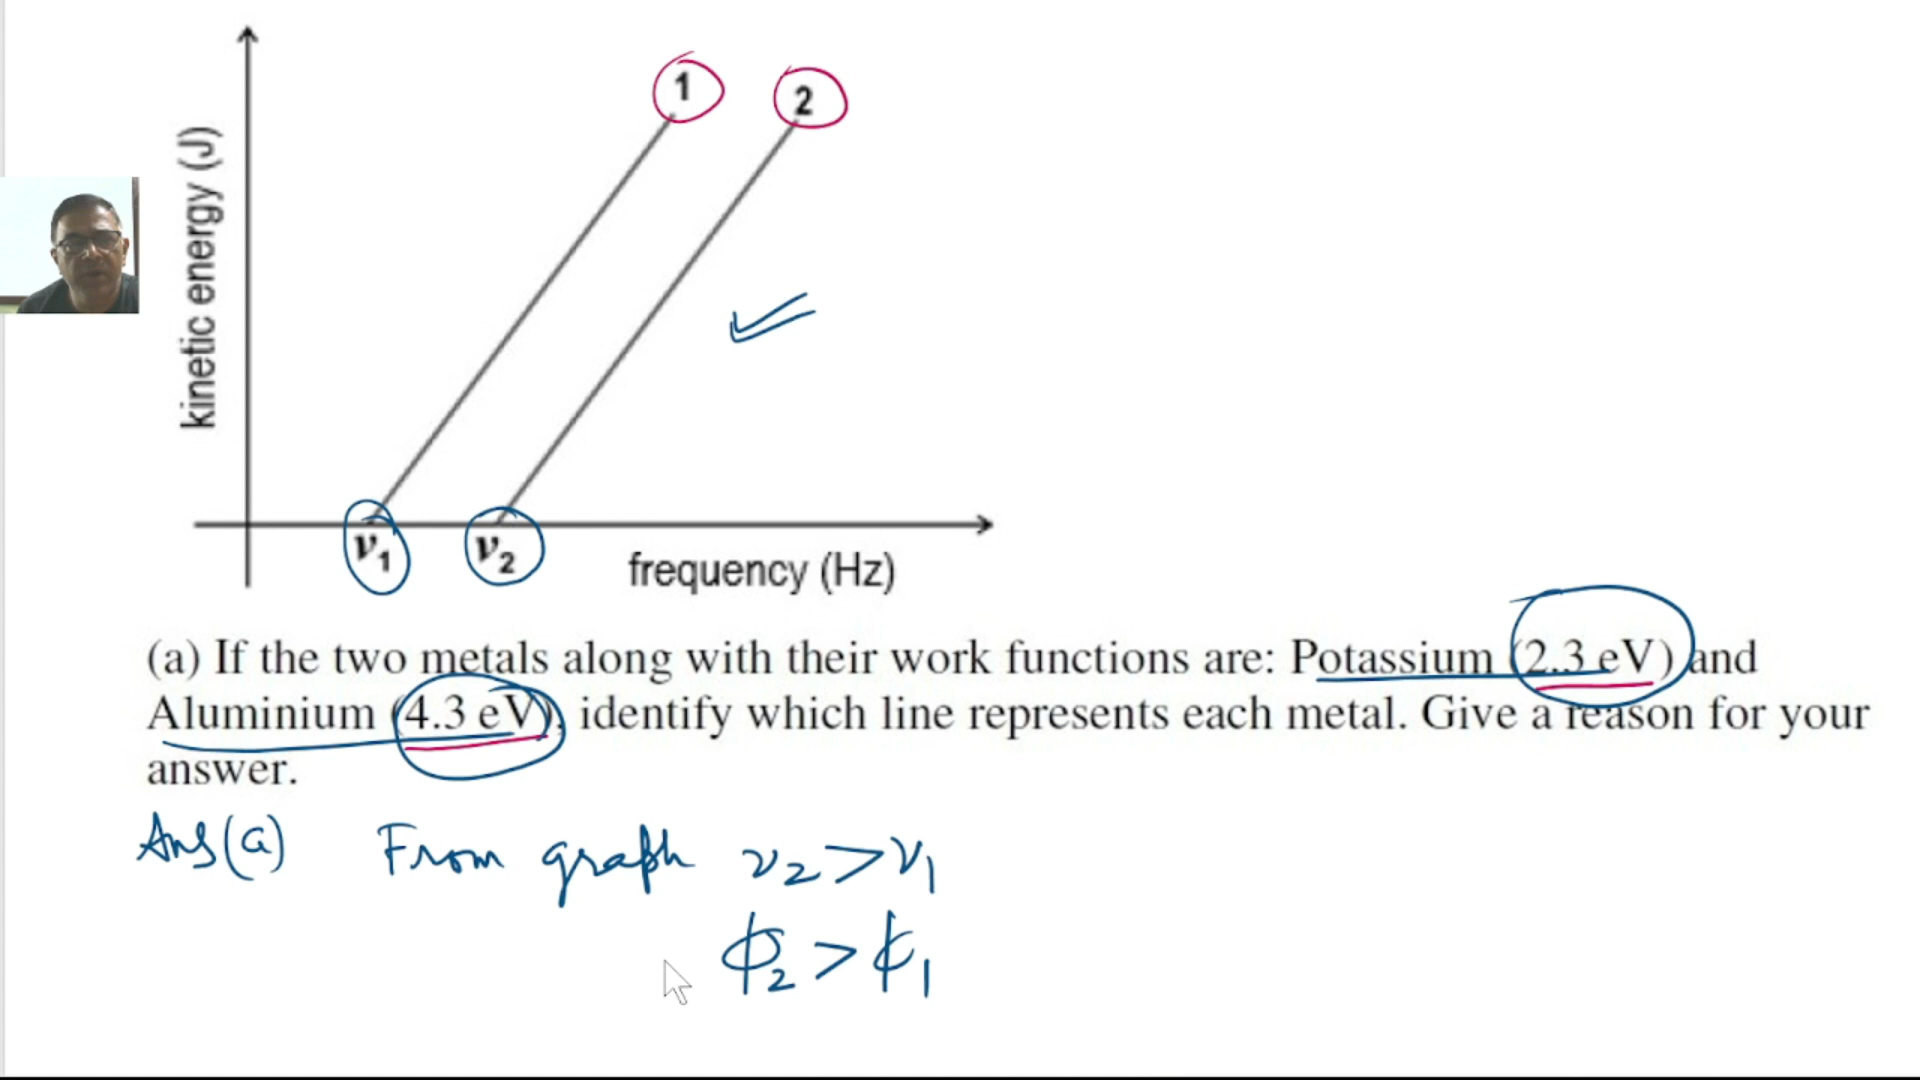 1
2
kinetic energy (J)
ν₁
ν₂
frequency (Hz)
(a) If the two metals along with their work functions are: Potassium (2.3 eV) and
Aluminium (4.3 eV), identify which line represents each metal. Give a reason for your
answer.
Ans(a) From graph ν₂>ν₁
ϕ₂ > ϕ₁